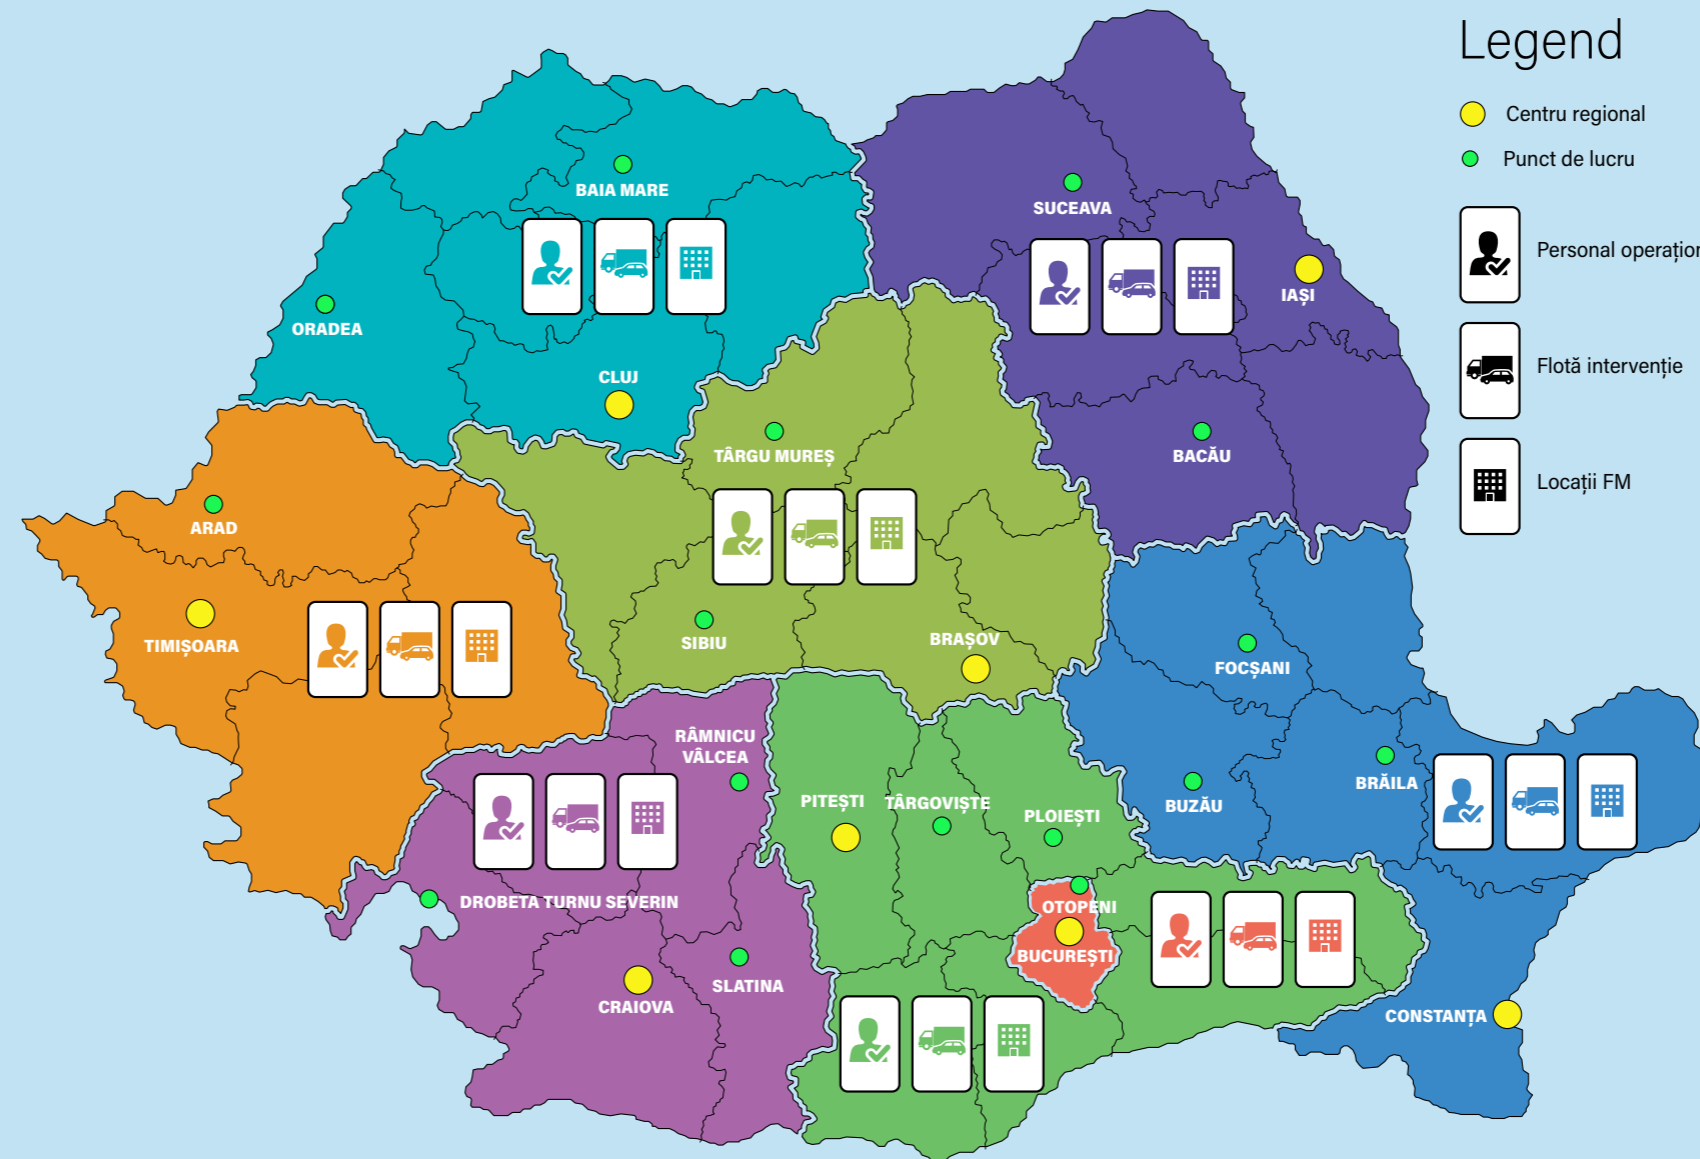 Legend
Centru regional
Punct de lucru
Personal operațion
Flotă intervenție
Locații FM
BAIA MARE
SUCEAVA
IAȘI
ORADEA
CLUJ
TÂRGU MUREȘ
BACĂU
ARAD
TIMIȘOARA
SIBIU
BRAȘOV
FOCȘANI
RÂMNICU
VÂLCEA
PITEȘTI
TÂRGOVIȘTE
PLOIEȘTI
BUZĂU
BRĂILA
DROBETA TURNU SEVERIN
OTOPENI
BUCUREȘTI
SLATINA
CRAIOVA
CONSTANȚA